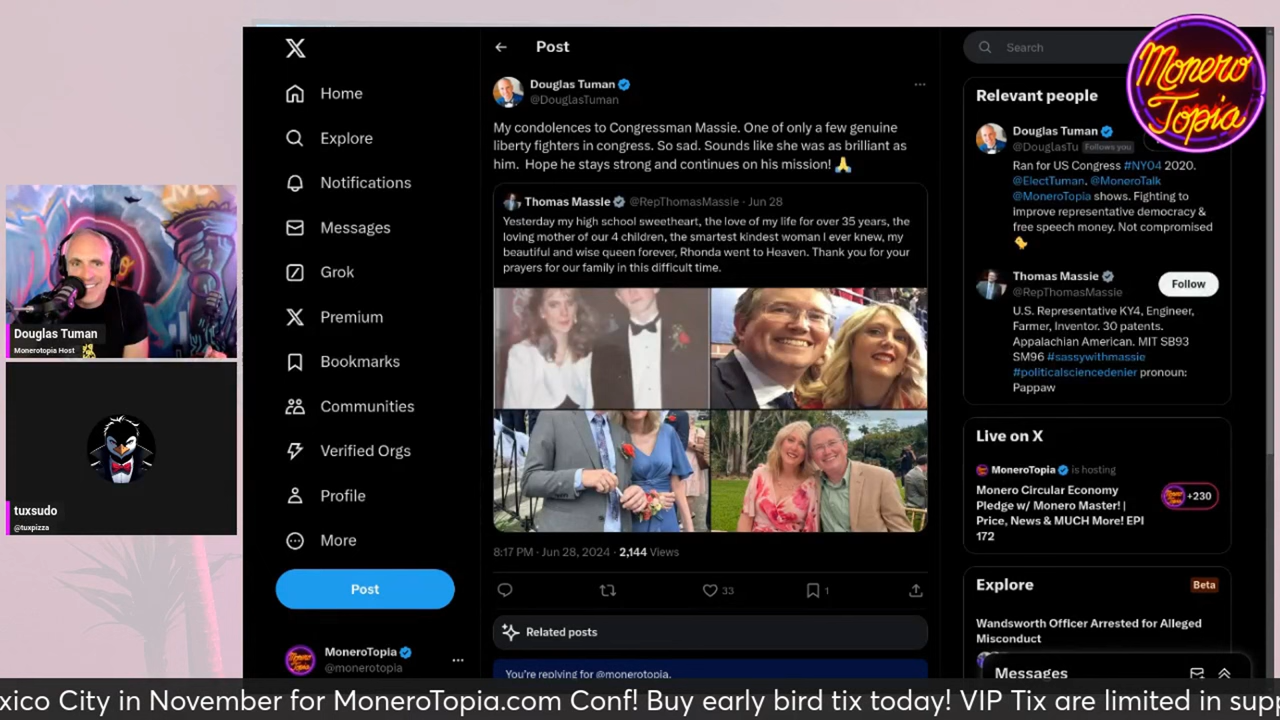 Home
Explore
Notifications
Messages
Grok
Premium
Bookmarks
Communities
Verified Orgs
Profile
More
Post
MoneroTopia
@monerotopia
Post
Douglas Tuman
@DouglasTuman
My condolences to Congressman Massie. One of only a few genuine
liberty fighters in congress. So sad. Sounds like she was as brilliant as
him. Hope he stays strong and continues on his mission! 🙏
Thomas Massie @RepThomasMassie · Jun 28
Yesterday my high school sweetheart, the love of my life for over 35 years, the
loving mother of our 4 children, the smartest kindest woman I ever knew, my
beautiful and wise queen forever, Rhonda went to Heaven. Thank you for your
prayers for our family in this difficult time.
8:17 PM · Jun 28, 2024 · 2,144 Views
33
1
Related posts
You're replying for @monerotopia.
Search
Monero
Topia
Relevant people
Douglas Tuman
@DouglasTu Follows you
Ran for US Congress #NY04 2020.
@ElectTuman. @MoneroTalk
@MoneroTopia shows. Fighting to
improve representative democracy &
free speech money. Not compromised
Thomas Massie
@RepThomasMassie
Follow
U.S. Representative KY4, Engineer,
Farmer, Inventor. 30 patents.
Appalachian American. MIT SB93
SM96 #sassywithmassie
#politicalsciencedenier pronoun:
Pappaw
Live on X
MoneroTopia is hosting
Monero Circular Economy
Pledge w/ Monero Master! |
Price, News & MUCH More! EPI
172
+230
Explore
Beta
Wandsworth Officer Arrested for Alleged
Misconduct
Messages
Douglas Tuman
Monerotopia Host
tuxsudo
@tuxpizza
xico City in November for MoneroTopia.com Conf! Buy early bird tix today! VIP Tix are limited in supp